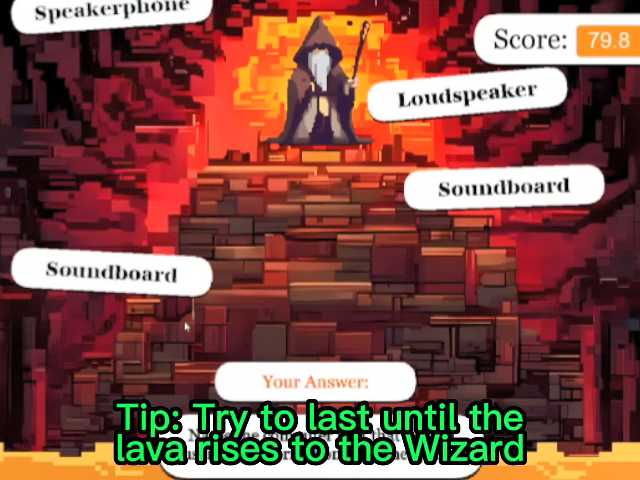 Speakerphone
Score: 79.8
Loudspeaker
Soundboard
Soundboard
Your Answer:
Tip: Try to last until the
lava rises to the Wizard